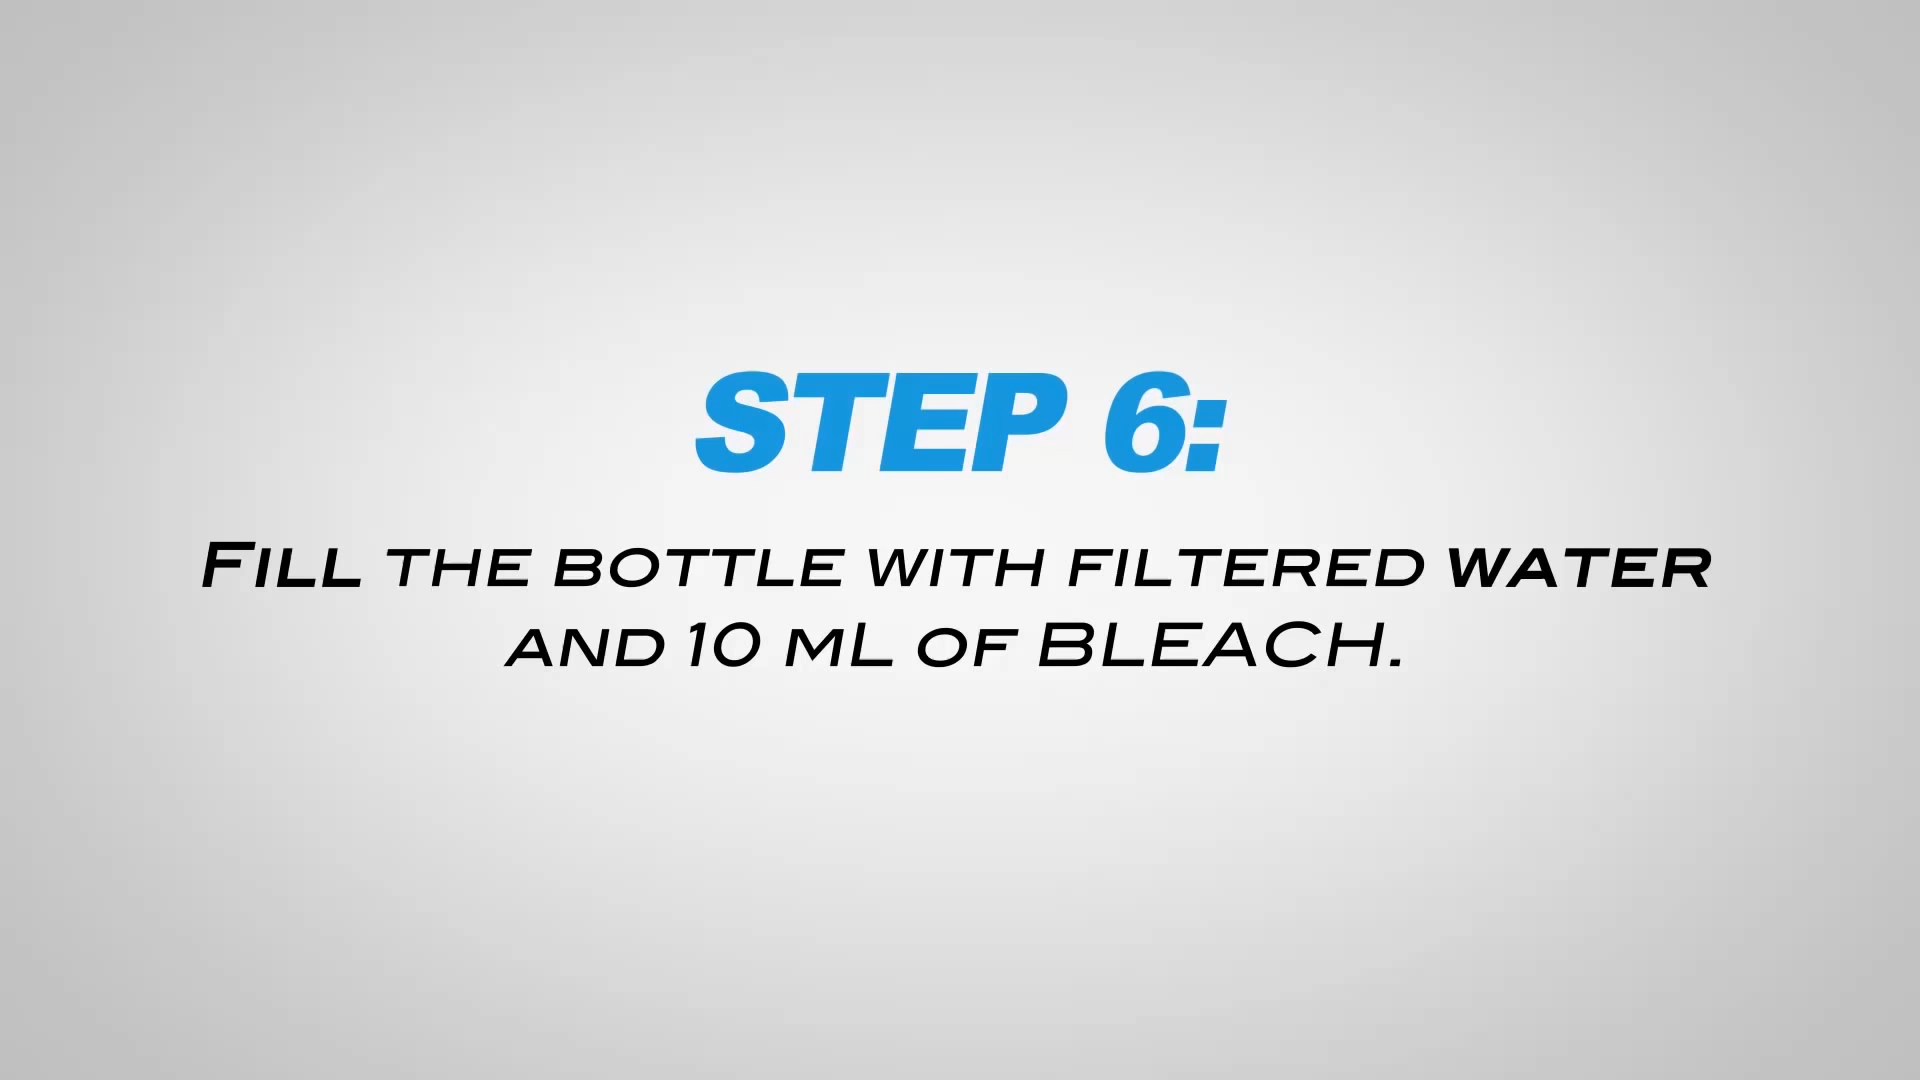 STEP 6:
Fill the bottle with filtered water
and 10 mL of BLEACH.